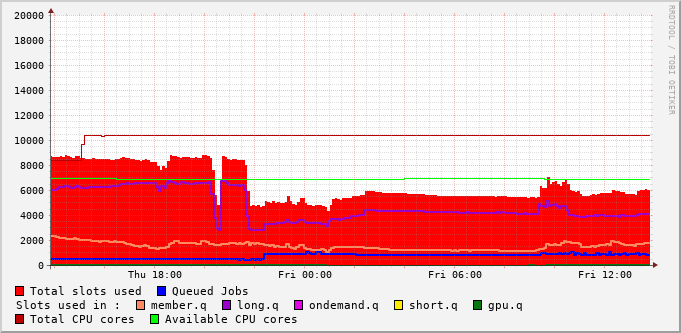 20000
18000
16000
14000
12000
10000
8000
6000
4000
2000
0
Thu 18:00 Fri 00:00 Fri 06:00 Fri 12:00
RRDTOOL / TOBI OETIKER
Total slots used Queued Jobs
Slots used in : member.q long.q ondemand.q short.q gpu.q
Total CPU cores Available CPU cores